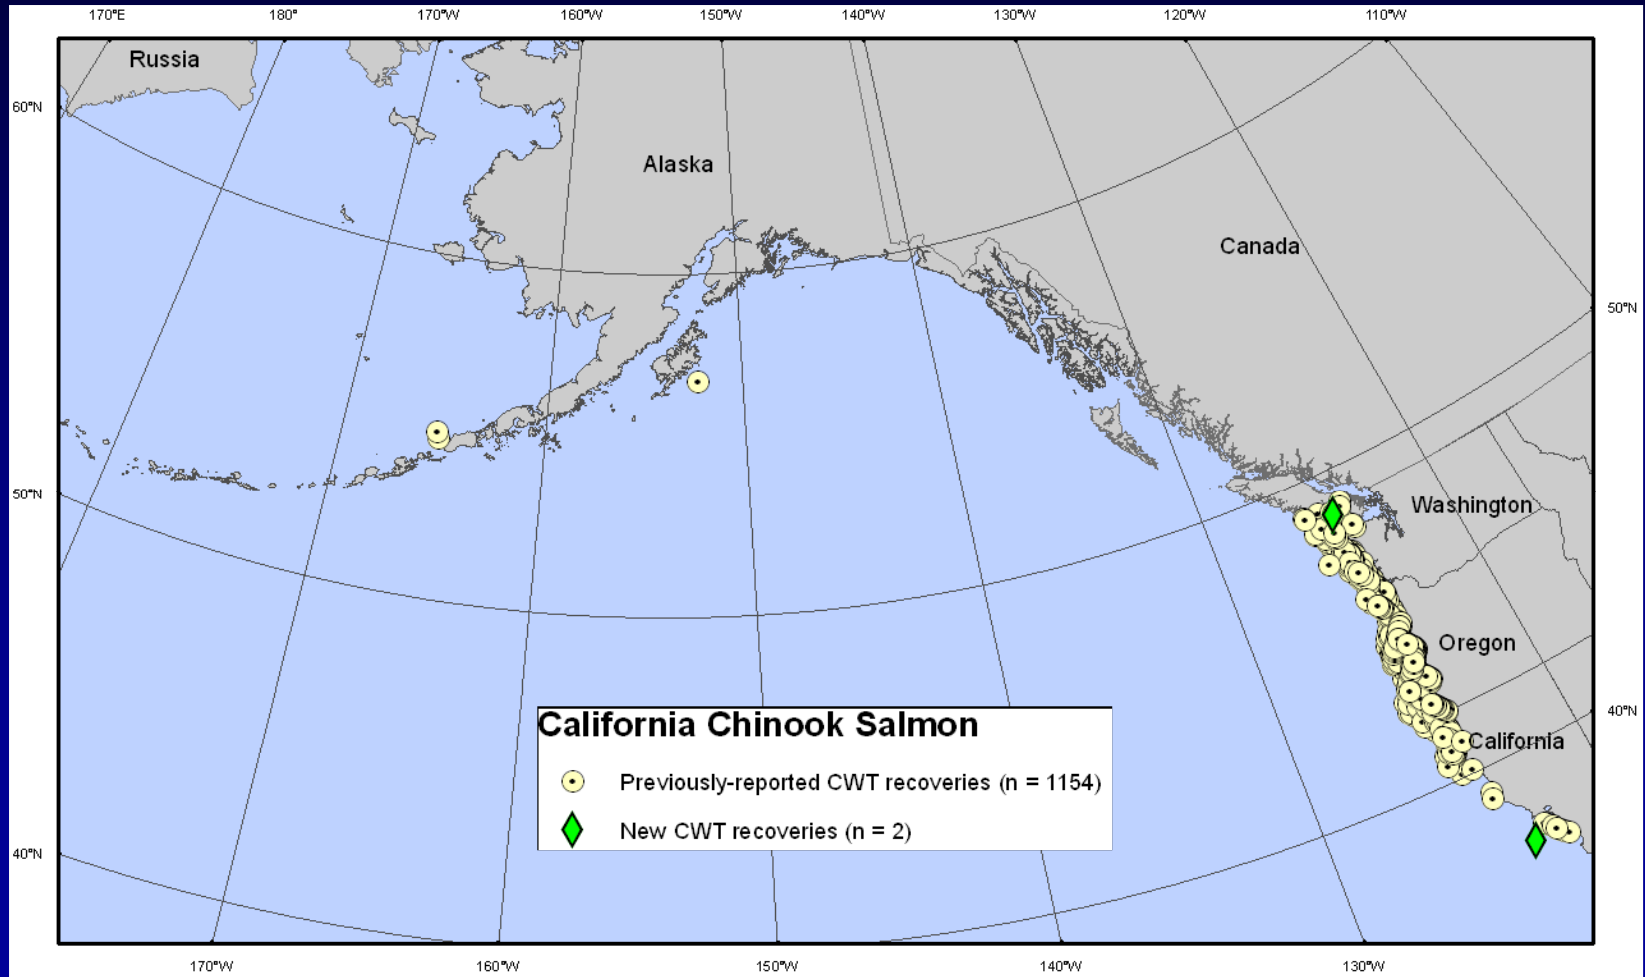 170°E 180° 170°W 160°W 150°W 140°W 130°W 120°W 110°W
Russia
60°N
Alaska
Canada
50°N
50°N
Washington
Oregon
40°N
California
California Chinook Salmon
Previously-reported CWT recoveries (n = 1154)
New CWT recoveries (n = 2)
40°N
170°W 160°W 150°W 140°W 130°W